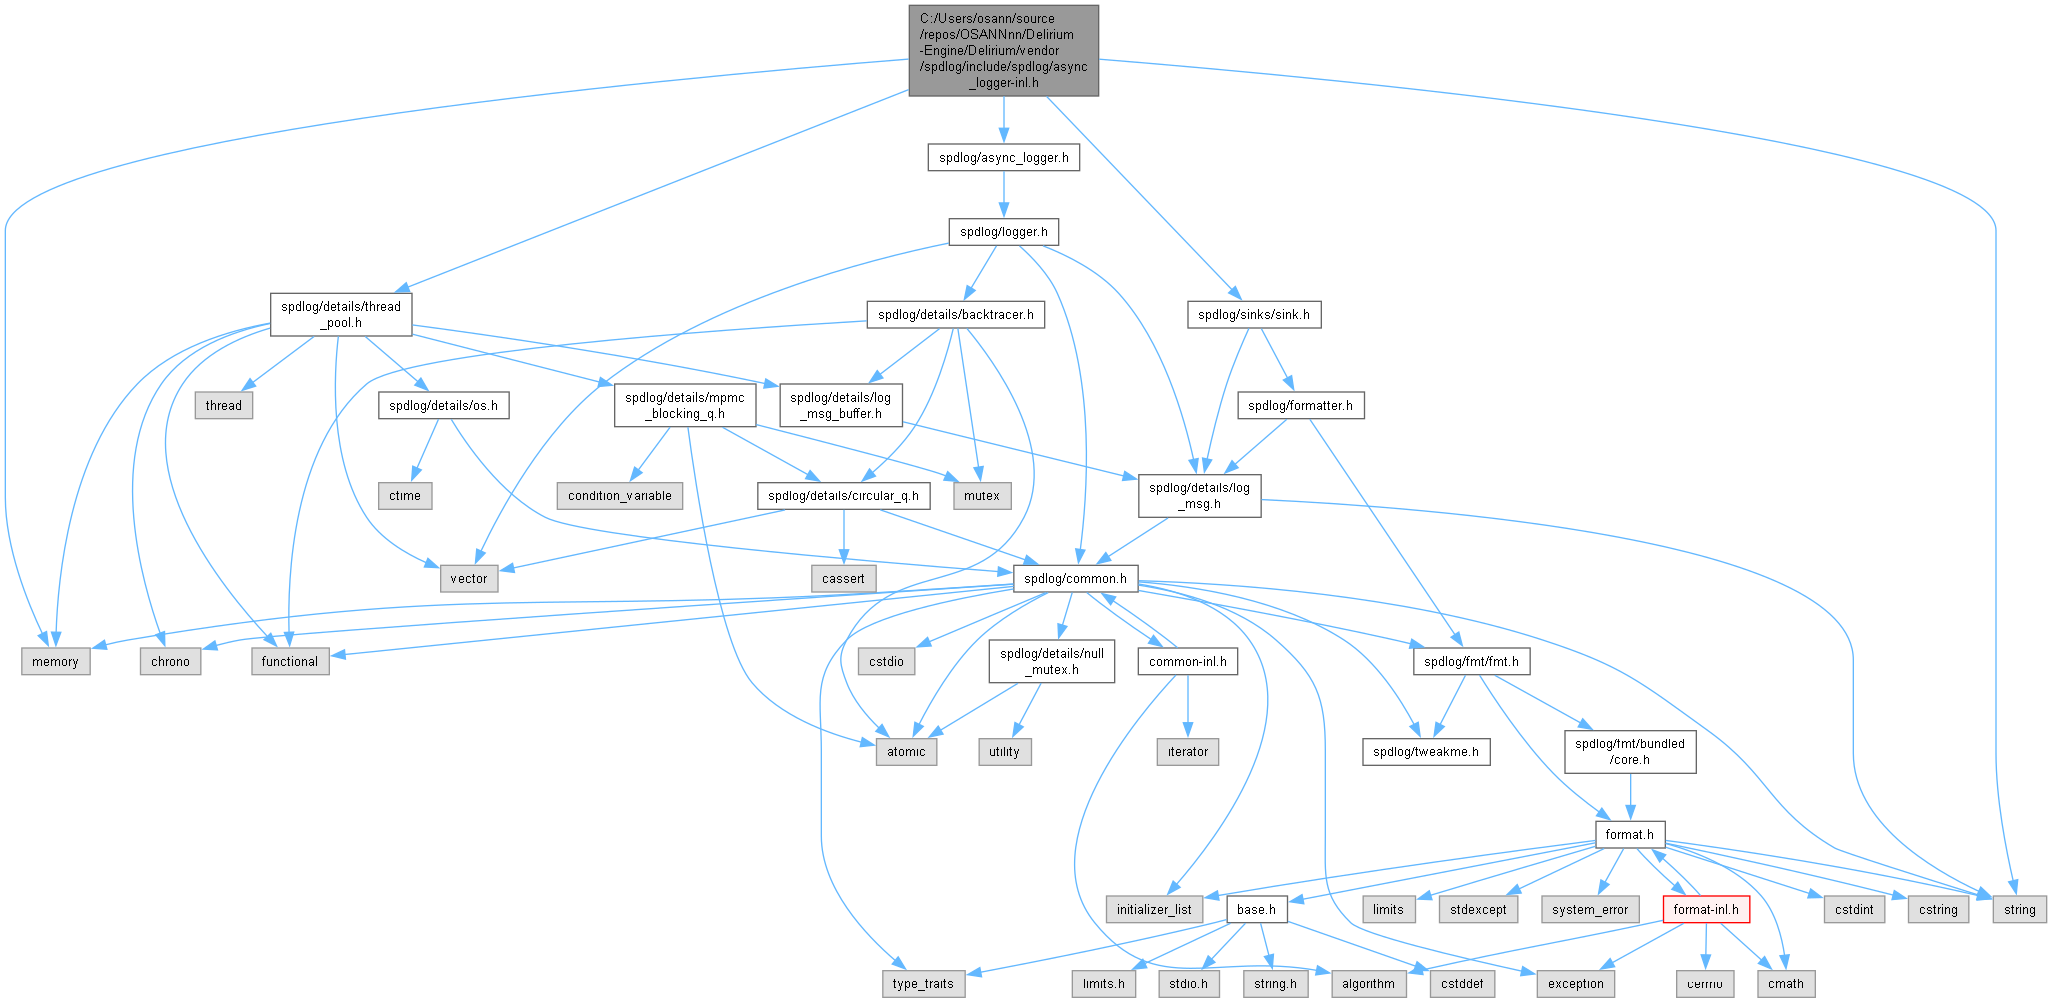 C:/Users/osann/source
/repos/OSANNnn/Delirium
-Engine/Delirium/vendor
/spdlog/include/spdlog/async
_logger-inl.h
spdlog/async_logger.h
spdlog/logger.h
spdlog/details/thread
_pool.h
spdlog/details/backtracer.h
spdlog/sinks/sink.h
thread
spdlog/details/os.h
spdlog/details/mpmc
_blocking_q.h
spdlog/details/log
_msg_buffer.h
spdlog/formatter.h
ctime
condition_variable
spdlog/details/circular_q.h
mutex
spdlog/details/log
_msg.h
vector
cassert
spdlog/common.h
memory
chrono
functional
cstdio
spdlog/details/null
_mutex.h
common-inl.h
spdlog/fmt/fmt.h
atomic
utility
iterator
spdlog/tweakme.h
spdlog/fmt/bundled
/core.h
format.h
initializer_list
base.h
limits
stdexcept
system_error
format-inl.h
cstdint
cstring
string
type_traits
limits.h
stdio.h
string.h
algorithm
cstddef
exception
cerrno
cmath